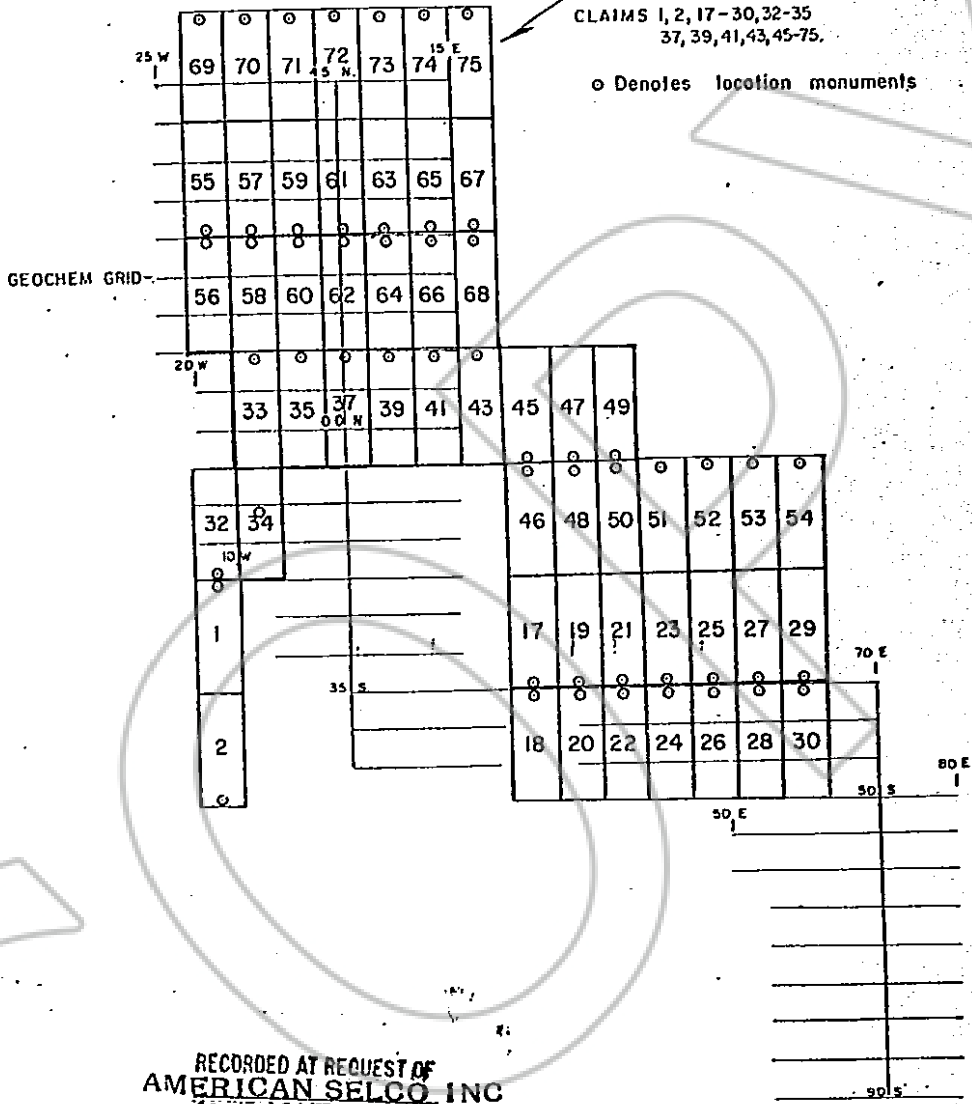 CLAIMS 1, 2, 17-30, 32-35
37, 39, 41, 43, 45-75.
⊙ Denotes location monuments
25 W
15 E
69 70 71 72 73 74 75
45 N.
55 57 59 61 63 65 67
GEOCHEM GRID
56 58 60 62 64 66 68
20 W
33 35 37 39 41 43 45 47 49
00 N
32 34 46 48 50 51 52 53 54
10 W
1 17 19 21 23 25 27 29
70 E
35 S
2 18 20 22 24 26 28 30
80 E
50 S
50 E
90 S
RECORDED AT REQUEST OF
AMERICAN SELCO INC